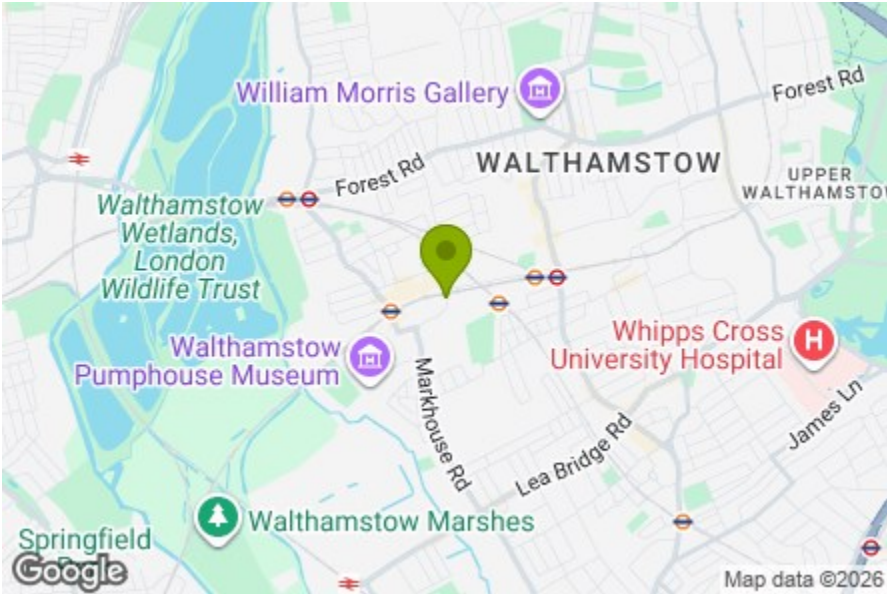 William Morris Gallery
Forest Rd
Forest Rd
WALTHAMSTOW
UPPER
Walthamstow
Wetlands,
London
Wildlife Trust
Walthamstow
Pumphouse Museum
Whipps Cross
University Hospital
H
Markhouse Rd
James Ln
Lea Bridge Rd
Walthamstow Marshes
Springfield
Google
Map data ©2026